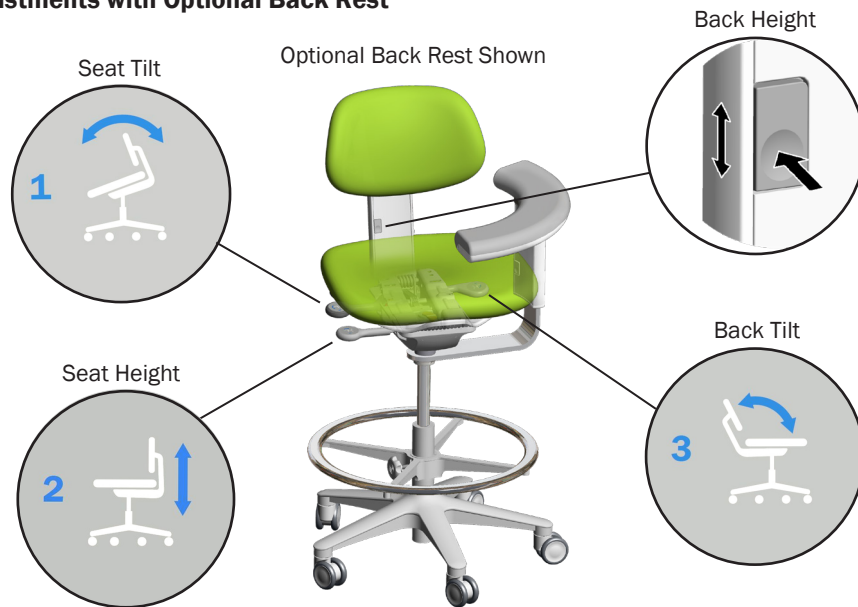 with Optional Back Rest
Back Height
Optional Back Rest Shown
Seat Tilt
1
Back Tilt
Seat Height
3
2